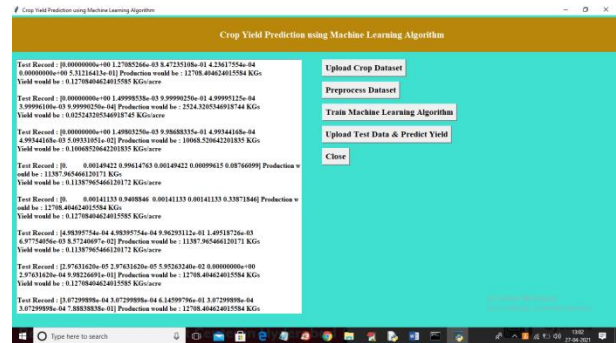 Crop Yield Prediction using Machine Learning Algorithm
Crop Yield Prediction using Machine Learning Algorithm
Test Record : [0.00000000e+00 1.27085266e-03 8.47235108e-01 4.23617554e-04
0.00000000e+00 5.31216413e-01] Production would be : 12708.404624015584 KGs
Yield would be : 0.12708404624015585 KGs/acre
Test Record : [0.00000000e+00 1.49998538e-03 9.99990250e-01 4.99995125e-04
3.99996100e-03 9.99990250e-04] Production would be : 2524.3205346918744 KGs
Yield would be : 0.025243205346918745 KGs/acre
Test Record : [0.00000000e+00 1.49803250e-03 9.98688335e-01 4.99344168e-04
4.99344168e-03 5.09331051e-02] Production would be : 10068.520642201835 KGs
Yield would be : 0.10068520642201835 KGs/acre
Test Record : [0. 0.00149422 0.99614763 0.00149422 0.00099615 0.08766099] Production w
ould be : 11387.965466120171 KGs
Yield would be : 0.11387965466120172 KGs/acre
Test Record : [0. 0.00141133 0.9408846 0.00141133 0.00141133 0.33871846] Production w
ould be : 12708.404624015584 KGs
Yield would be : 0.12708404624015585 KGs/acre
Test Record : [4.98395754e-04 4.98395754e-04 9.96293112e-01 1.49518726e-03
6.97754056e-03 8.57240697e-02] Production would be : 11387.965466120171 KGs
Yield would be : 0.11387965466120172 KGs/acre
Test Record : [2.97631620e-05 2.97631620e-05 5.95263240e-02 0.00000000e+00
2.97631620e-04 9.98226691e-01] Production would be : 12708.404624015584 KGs
Yield would be : 0.12708404624015585 KGs/acre
Test Record : [3.07299898e-04 3.07299898e-04 6.14599796e-01 3.07299898e-04
3.07299898e-04 7.88838838e-01] Production would be : 12708.404624015584 KGs
Upload Crop Dataset
Preprocess Dataset
Train Machine Learning Algorithm
Upload Test Data & Predict Yield
Close
Type here to search
13:02
27-04-2021